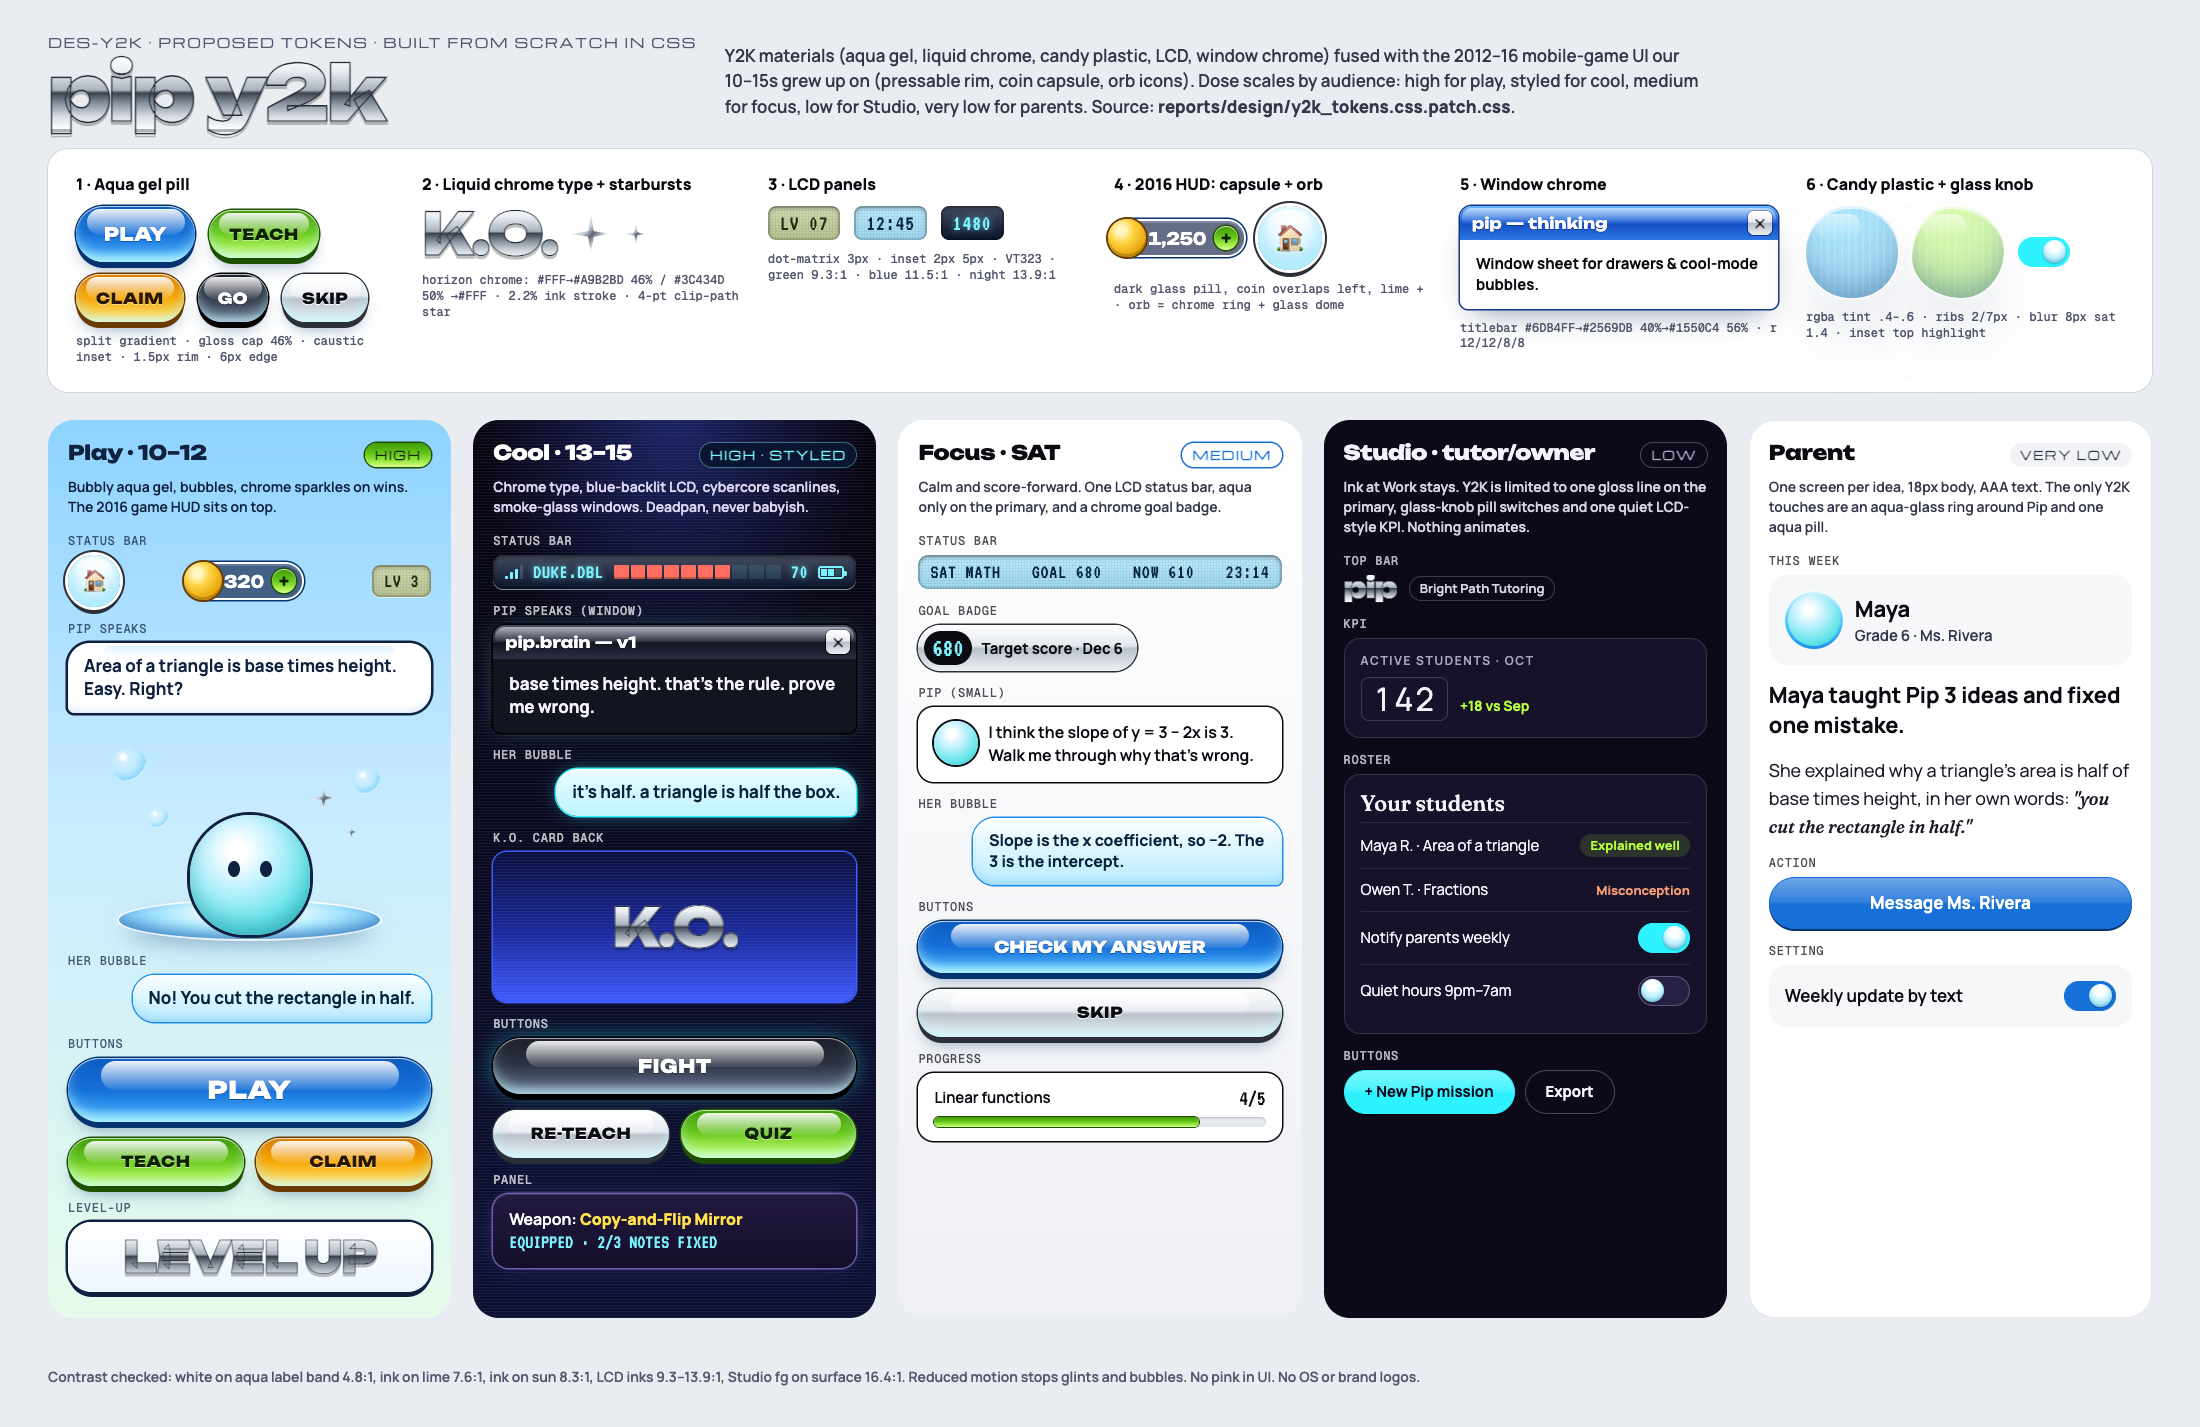 DES-Y2K · PROPOSED TOKENS · BUILT FROM SCRATCH IN CSS
pip y2k
Y2K materials (aqua gel, liquid chrome, candy plastic, LCD, window chrome) fused with the 2012–16 mobile-game UI our
10–15s grew up on (pressable rim, coin capsule, orb icons). Dose scales by audience: high for play, styled for cool, medium
for focus, low for Studio, very low for parents. Source: reports/design/y2k_tokens.css.patch.css.
1 · Aqua gel pill
PLAY
TEACH
CLAIM
GO
SKIP
split gradient · gloss cap 46% · caustic
inset · 1.5px rim · 6px edge
2 · Liquid chrome type + starbursts
K.O.
horizon chrome: #FFF→#A9B2BD 46% / #3C434D
50% →#FFF · 2.2% ink stroke · 4-pt clip-path
star
3 · LCD panels
LV 07
12:45
1480
dot-matrix 3px · inset 2px 5px · VT323 ·
green 9.3:1 · blue 11.5:1 · night 13.9:1
4 · 2016 HUD: capsule + orb
1,250 +
dark glass pill, coin overlaps left, lime +
· orb = chrome ring + glass dome
5 · Window chrome
pip — thinking
✕
Window sheet for drawers & cool-mode
bubbles.
titlebar #6DB4FF→#2569DB 40%→#1550C4 56% · r
12/12/8/8
6 · Candy plastic + glass knob
rgba tint .4–.6 · ribs 2/7px · blur 8px sat
1.4 · inset top highlight
Play · 10–12
HIGH
Bubbly aqua gel, bubbles, chrome sparkles on wins.
The 2016 game HUD sits on top.
STATUS BAR
320 +
LV 3
PIP SPEAKS
Area of a triangle is base times height.
Easy. Right?
HER BUBBLE
No! You cut the rectangle in half.
BUTTONS
PLAY
TEACH
CLAIM
LEVEL-UP
LEVEL UP
Cool · 13–15
HIGH · STYLED
Chrome type, blue-backlit LCD, cybercore scanlines,
smoke-glass windows. Deadpan, never babyish.
STATUS BAR
DUKE.DBL
70
PIP SPEAKS (WINDOW)
pip.brain — v1
✕
base times height. that's the rule. prove
me wrong.
HER BUBBLE
it's half. a triangle is half the box.
K.O. CARD BACK
K.O.
BUTTONS
FIGHT
RE-TEACH
QUIZ
PANEL
Weapon: Copy-and-Flip Mirror
EQUIPPED · 2/3 NOTES FIXED
Focus · SAT
MEDIUM
Calm and score-forward. One LCD status bar, aqua
only on the primary, and a chrome goal badge.
STATUS BAR
SAT MATH GOAL 680 NOW 610 23:14
GOAL BADGE
680 Target score · Dec 6
PIP (SMALL)
I think the slope of y = 3 − 2x is 3.
Walk me through why that's wrong.
HER BUBBLE
Slope is the x coefficient, so −2. The
3 is the intercept.
BUTTONS
CHECK MY ANSWER
SKIP
PROGRESS
Linear functions 4/5
Studio · tutor/owner
LOW
Ink at Work stays. Y2K is limited to one gloss line on the
primary, glass-knob pill switches and one quiet LCD-
style KPI. Nothing animates.
TOP BAR
pip
Bright Path Tutoring
KPI
ACTIVE STUDENTS · OCT
142
+18 vs Sep
ROSTER
Your students
Maya R. · Area of a triangle Explained well
Owen T. · Fractions Misconception
Notify parents weekly
Quiet hours 9pm–7am
BUTTONS
+ New Pip mission
Export
Parent
VERY LOW
One screen per idea, 18px body, AAA text. The only Y2K
touches are an aqua-glass ring around Pip and one
aqua pill.
THIS WEEK
Maya
Grade 6 · Ms. Rivera
Maya taught Pip 3 ideas and fixed
one mistake.
She explained why a triangle's area is half of
base times height, in her own words: "you
cut the rectangle in half."
ACTION
Message Ms. Rivera
SETTING
Weekly update by text
Contrast checked: white on aqua label band 4.8:1, ink on lime 7.6:1, ink on sun 8.3:1, LCD inks 9.3–13.9:1, Studio fg on surface 16.4:1. Reduced motion stops glints and bubbles. No pink in UI. No OS or brand logos.